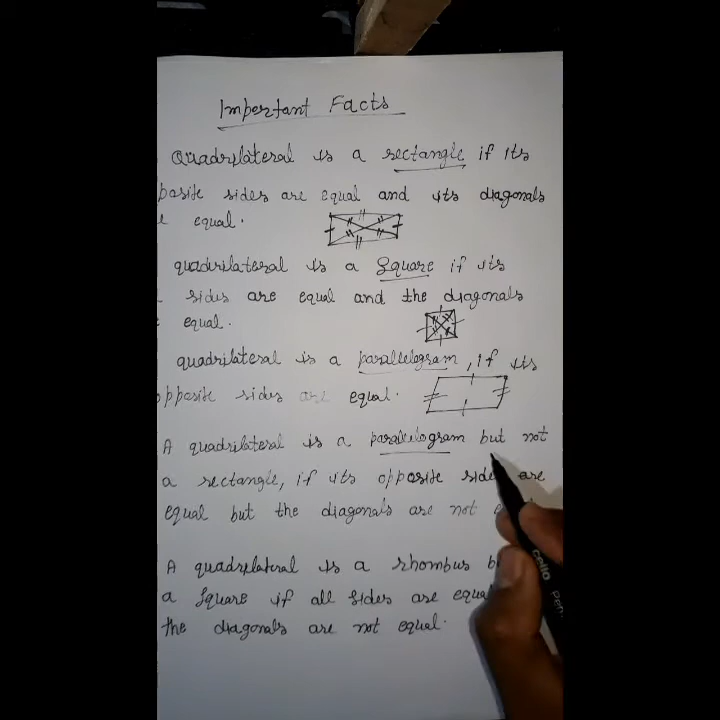 Important Facts
Quadrilateral is a rectangle if its
posite sides are equal and its diagonals
e equal.
quadrilateral is a Square if its
sides are equal and the diagonals
e equal.
quadrilateral is a parallelogram, if its
opposite sides are equal.
A quadrilateral is a parallelogram but not
a rectangle, if its opposite sides are
equal but the diagonals are not
A quadrilateral is a rhombus b
a Square if all sides are equal
the diagonals are not equal.
cello Pen